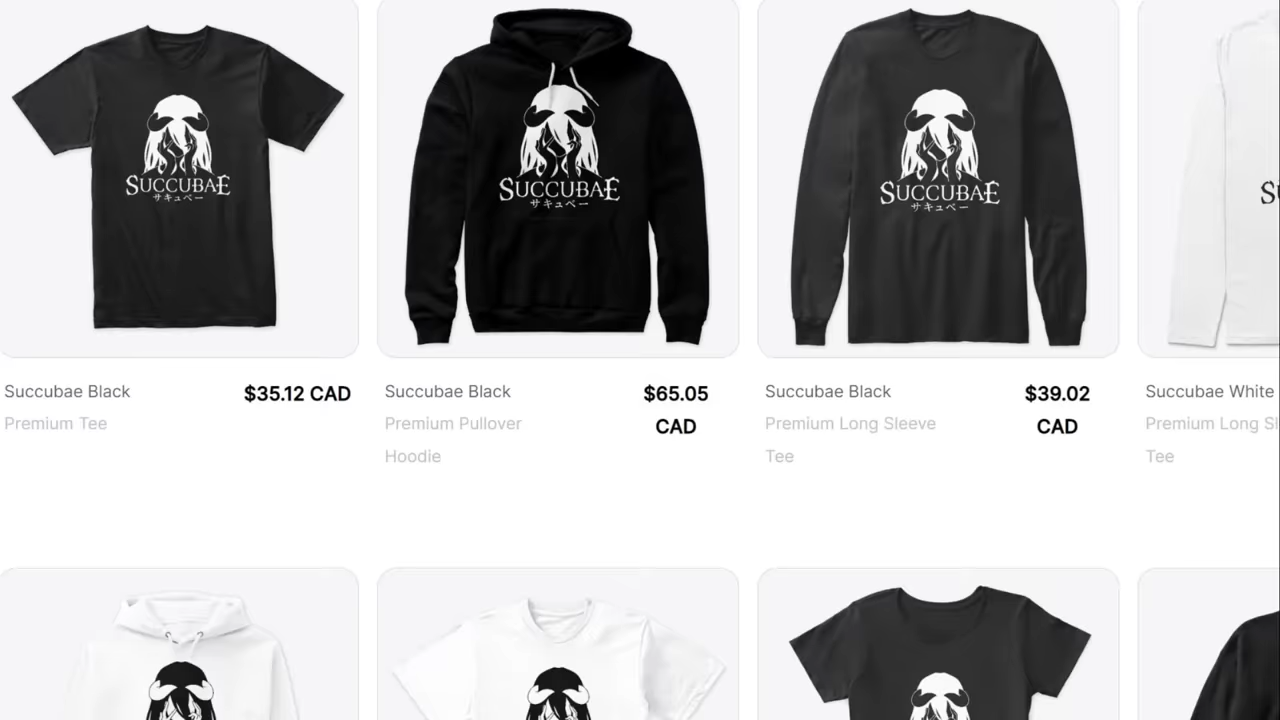 SUCCUBAE
サキュベー
SUCCUBAE
サキュベー
SUCCUBAE
サキュベー
Succubae Black
$35.12 CAD
Premium Tee
Succubae Black
$65.05
CAD
Premium Pullover
Hoodie
Succubae Black
$39.02
CAD
Premium Long Sleeve
Tee
Succubae White
Premium Long
Tee